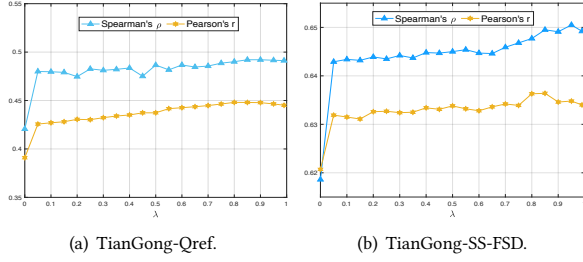 Spearman's ρ Pearson's r
0.55
0.5
0.45
0.4
0.35
0 0.1 0.2 0.3 0.4 0.5 0.6 0.7 0.8 0.9 1
λ
(a) TianGong-Qref.
Spearman's ρ Pearson's r
0.65
0.64
0.63
0.62
0 0.1 0.2 0.3 0.4 0.5 0.6 0.7 0.8 0.9
λ
(b) TianGong-SS-FSD.